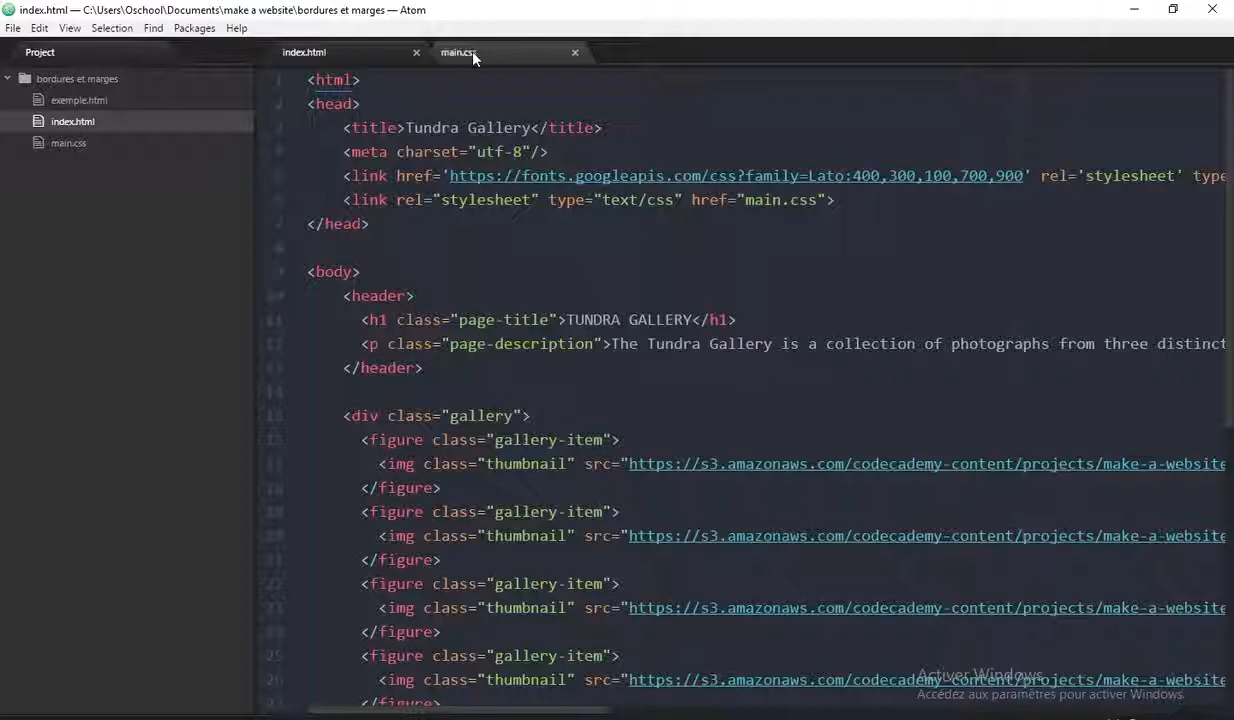 index.html — C:\Users\Oschool\Documents\make a website\bordures et marges — Atom
File Edit View Selection Find Packages Help
Project
index.html
main.css
bordures et marges
exemple.html
index.html
main.css
<html>
<head>
<title>Tundra Gallery</title>
<meta charset="utf-8"/>
<link href='https://fonts.googleapis.com/css?family=Lato:400,300,100,700,900' rel='stylesheet' type
<link rel="stylesheet" type="text/css" href="main.css">
</head>
<body>
<header>
<h1 class="page-title">TUNDRA GALLERY</h1>
<p class="page-description">The Tundra Gallery is a collection of photographs from three distinct
</header>
<div class="gallery">
<figure class="gallery-item">
<img class="thumbnail" src="https://s3.amazonaws.com/codecademy-content/projects/make-a-website
</figure>
<figure class="gallery-item">
<img class="thumbnail" src="https://s3.amazonaws.com/codecademy-content/projects/make-a-website
</figure>
<figure class="gallery-item">
<img class="thumbnail" src="https://s3.amazonaws.com/codecademy-content/projects/make-a-website
</figure>
<figure class="gallery-item">
<img class="thumbnail" src="https://s3.amazonaws.com/codecademy-content/projects/make-a-website
</figure>
Activer Windows
Accédez aux paramètres pour activer Windows.